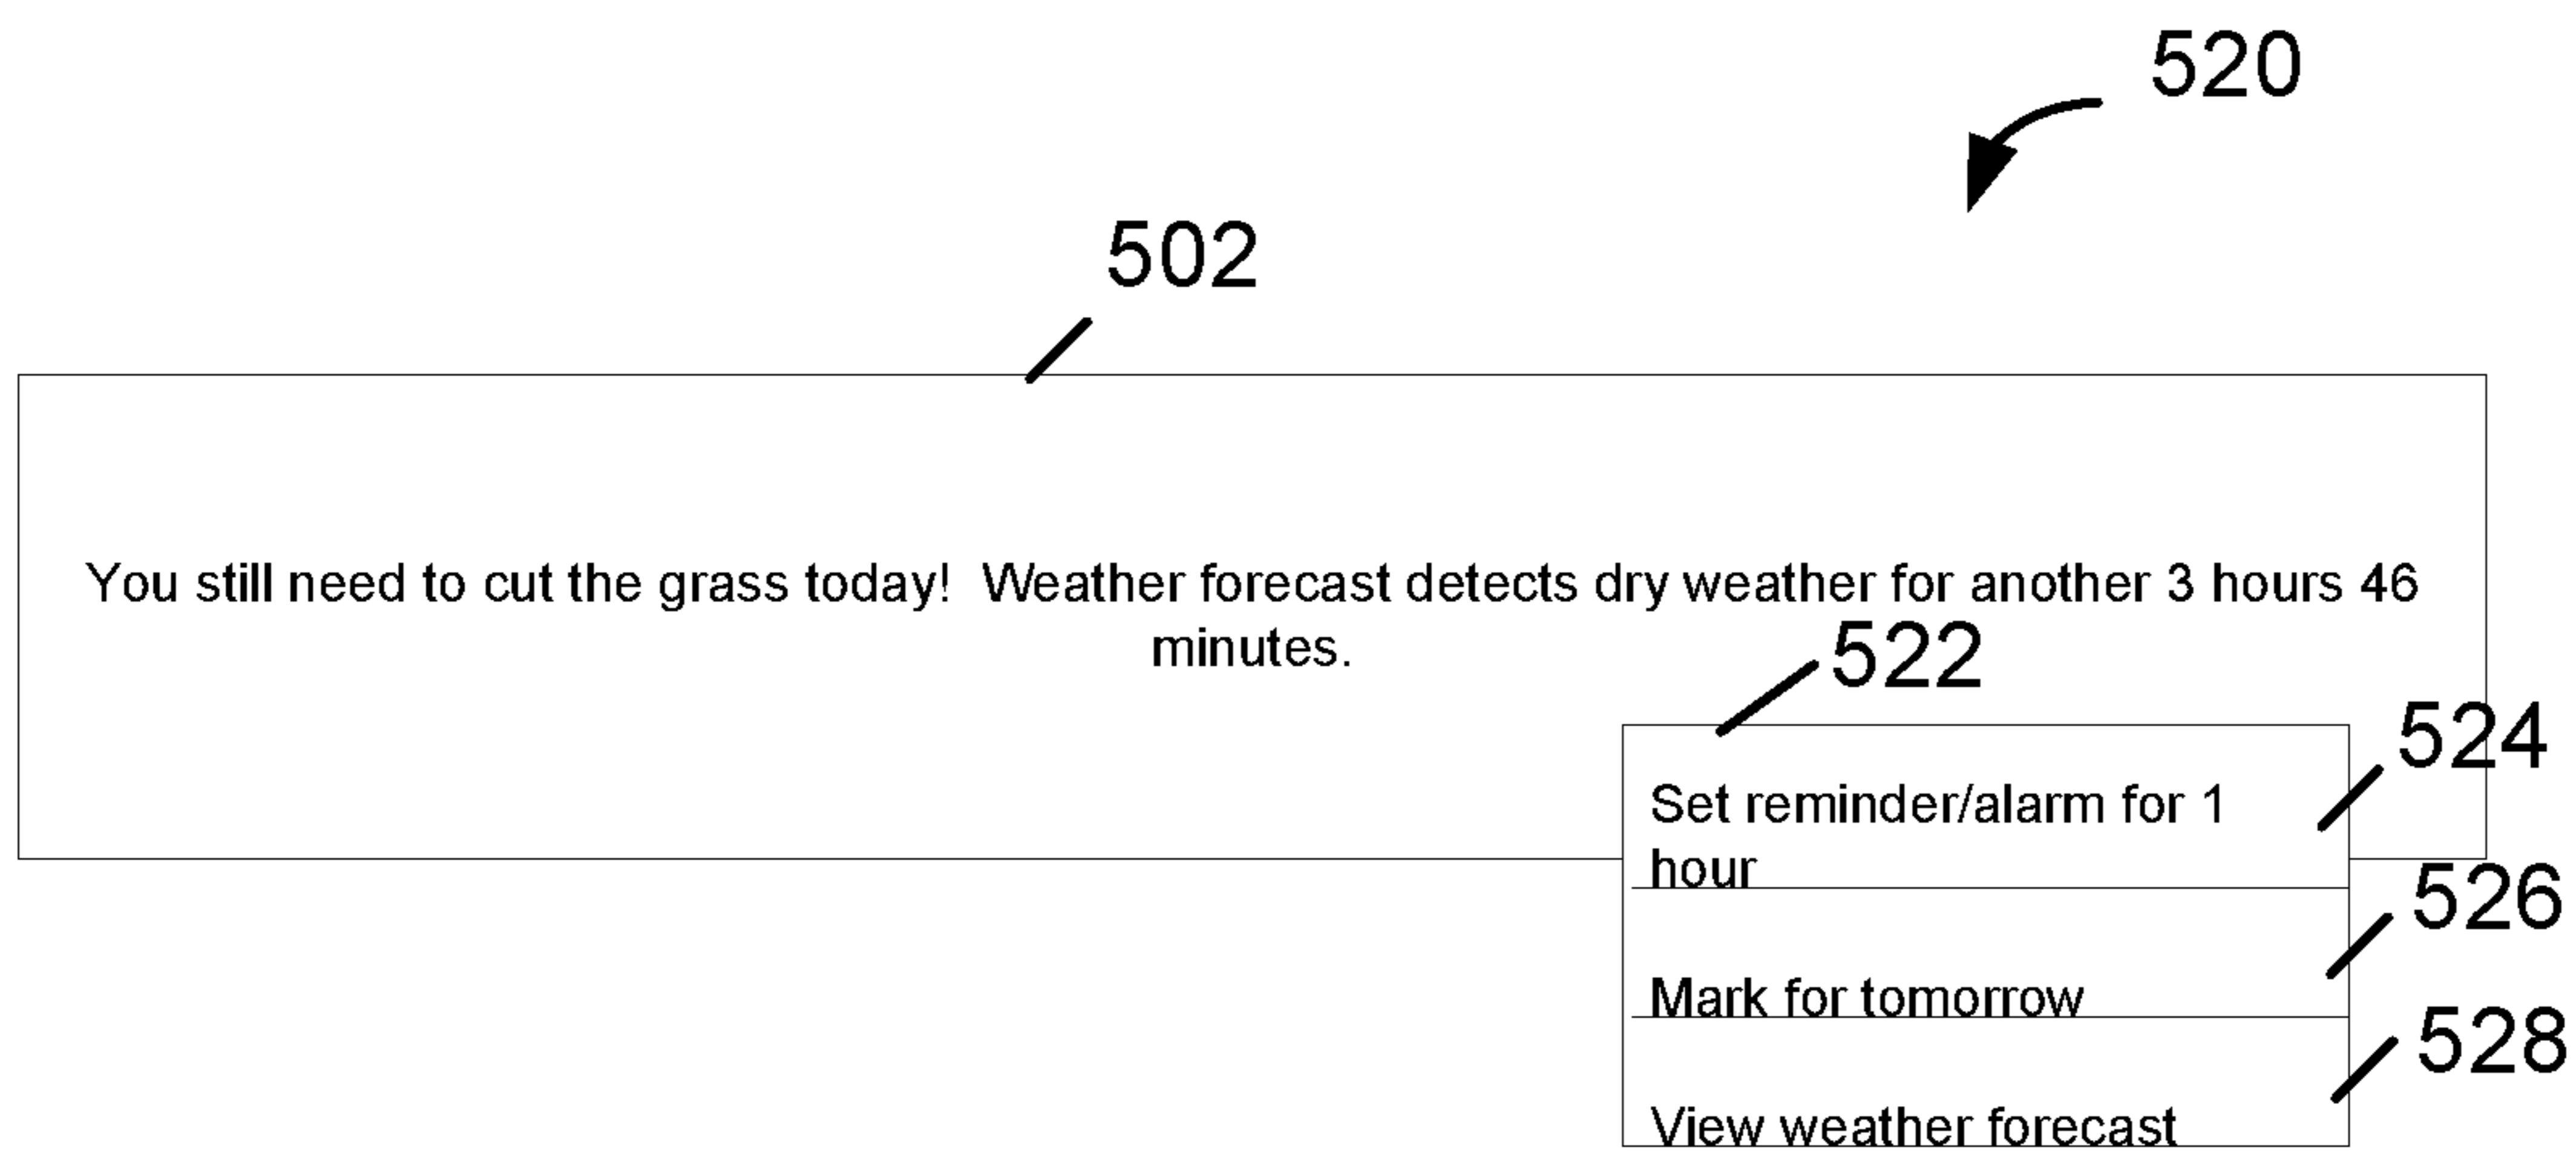 520
502
You still need to cut the grass today!  Weather forecast detects dry weather for another 3 hours 46
minutes.
522
524
Set reminder/alarm for 1
hour
526
Mark for tomorrow
528
View weather forecast